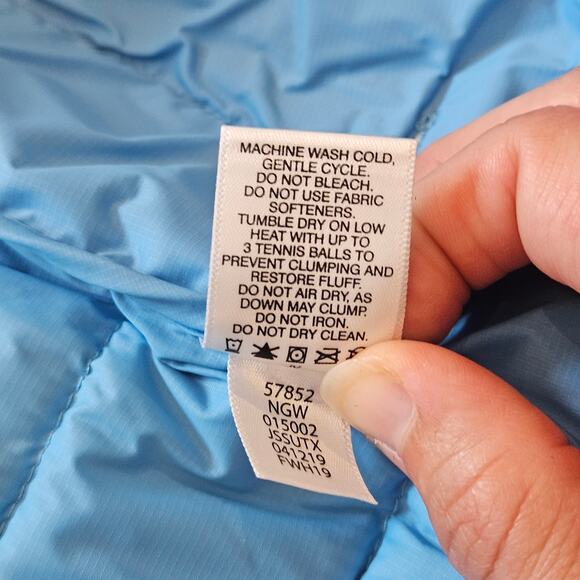 MACHINE WASH COLD,
GENTLE CYCLE.
DO NOT BLEACH.
DO NOT USE FABRIC
SOFTENERS.
TUMBLE DRY ON LOW
HEAT WITH UP TO
3 TENNIS BALLS TO
PREVENT CLUMPING AND
RESTORE FLUFF.
DO NOT AIR DRY, AS
DOWN MAY CLUMP.
DO NOT IRON.
DO NOT DRY CLEAN.
57852
NGW
015002
JSSUTX
041219
FWH19